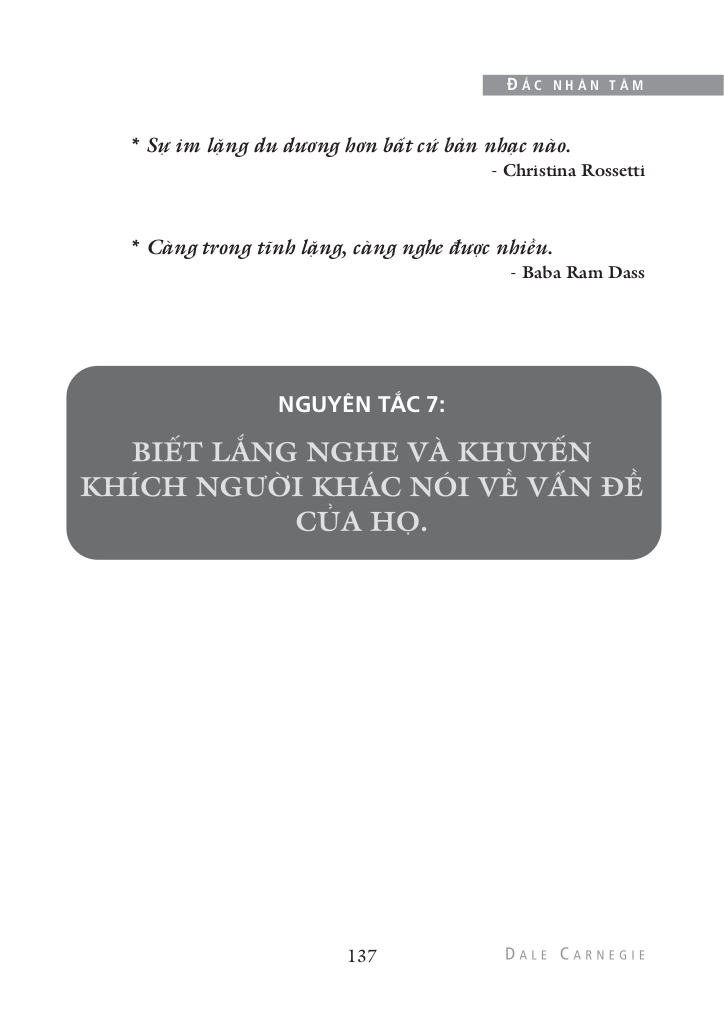 ĐẮC NHÂN TÂM
* Sự im lặng du dương hơn bất cứ bản nhạc nào.
- Christina Rossetti
* Càng trong tĩnh lặng, càng nghe được nhiều.
- Baba Ram Dass
NGUYÊN TẮC 7:
BIẾT LẮNG NGHE VÀ KHUYẾN
KHÍCH NGƯỜI KHÁC NÓI VỀ VẤN ĐỀ
CỦA HỌ.
137
DALE CARNEGIE